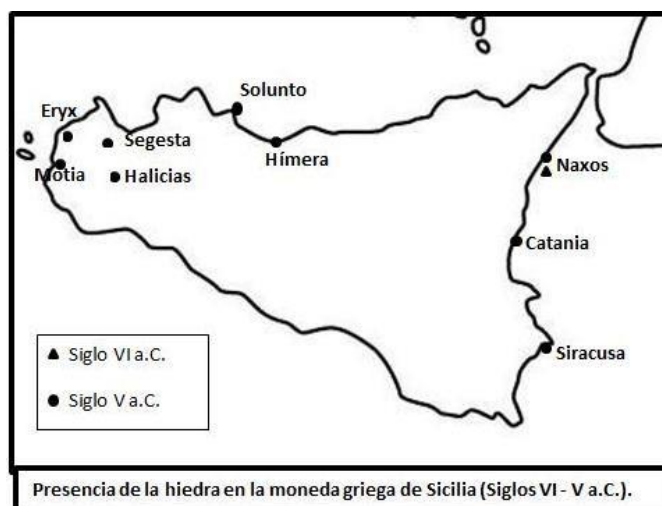 Solunto
Eryx
Segesta
Hímera
Naxos
Motia
Halicias
Catania
Siglo VI a.C.
Siracusa
Siglo V a.C.
Presencia de la hiedra en la moneda griega de Sicilia (Siglos VI - V a.C.).